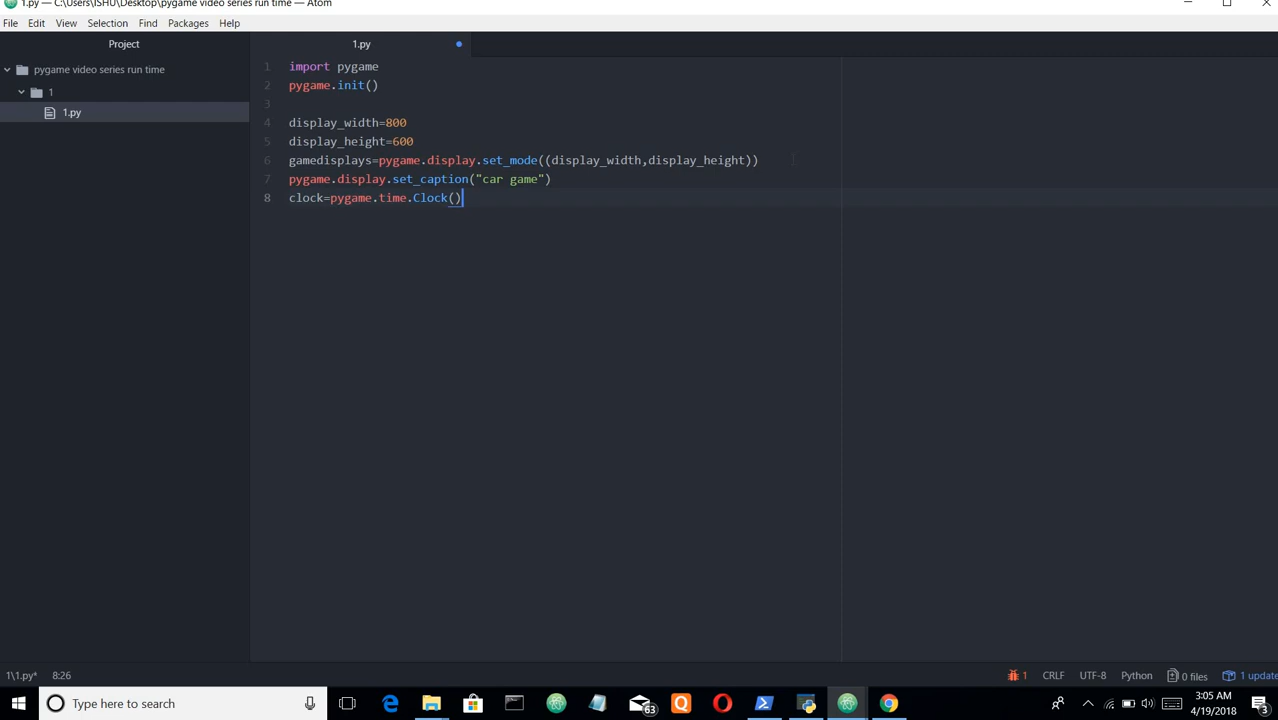 1.py — C:\Users\ISHU\Desktop\pygame video series run time — Atom
File Edit View Selection Find Packages Help
Project
1.py
pygame video series run time
1
1.py
1 import pygame
2 pygame.init()
3
4 display_width=800
5 display_height=600
6 gamedisplays=pygame.display.set_mode((display_width,display_height))
7 pygame.display.set_caption("car game")
8 clock=pygame.time.Clock()
1\1.py* 8:26
1 CRLF UTF-8 Python 0 files 1 update
Type here to search
63
3:05 AM
4/19/2018
3